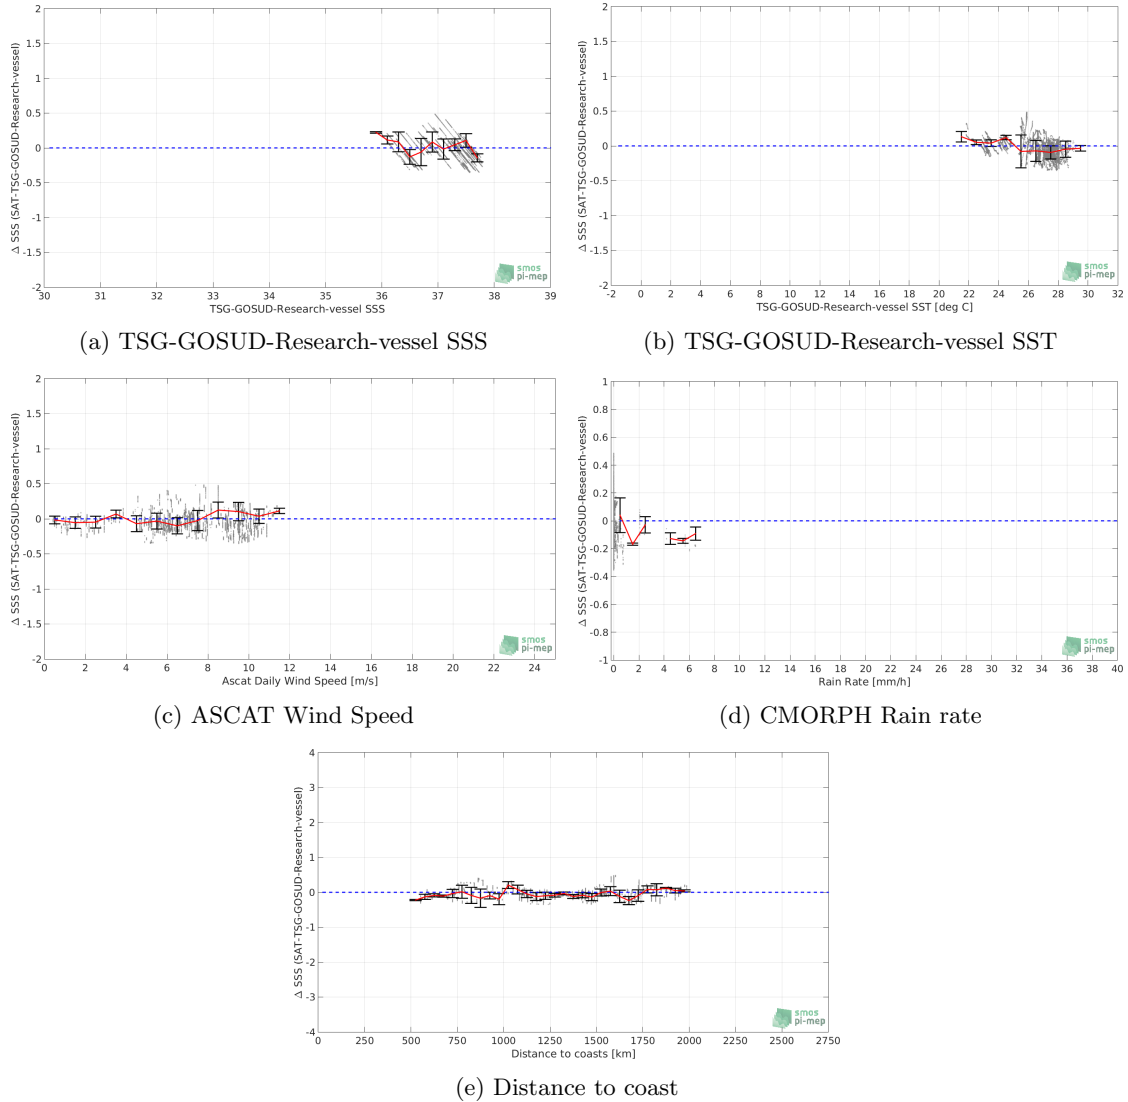 2
1.5
1
0.5
0
-0.5
-1
-1.5
-2
Δ SSS (SAT-TSG-GOSUD-Research-vessel)
30 31 32 33 34 35 36 37 38 39
TSG-GOSUD-Research-vessel SSS
smos
pi-mep
(a) TSG-GOSUD-Research-vessel SSS
2
1.5
1
0.5
0
-0.5
-1
-1.5
-2
Δ SSS (SAT-TSG-GOSUD-Research-vessel)
-2 0 2 4 6 8 10 12 14 16 18 20 22 24 26 28 30 32
TSG-GOSUD-Research-vessel SST [deg C]
smos
pi-mep
(b) TSG-GOSUD-Research-vessel SST
2
1.5
1
0.5
0
-0.5
-1
-1.5
-2
Δ SSS (SAT-TSG-GOSUD-Research-vessel)
0 2 4 6 8 10 12 14 16 18 20 22 24
Ascat Daily Wind Speed [m/s]
smos
pi-mep
(c) ASCAT Wind Speed
1
0.8
0.6
0.4
0.2
0
-0.2
-0.4
-0.6
-0.8
-1
Δ SSS (SAT-TSG-GOSUD-Research-vessel)
0 2 4 6 8 10 12 14 16 18 20 22 24 26 28 30 32 34 36 38 40
Rain Rate [mm/h]
smos
pi-mep
(d) CMORPH Rain rate
4
3
2
1
0
-1
-2
-3
-4
Δ SSS (SAT-TSG-GOSUD-Research-vessel)
0 250 500 750 1000 1250 1500 1750 2000 2250 2500 2750
Distance to coasts [km]
smos
pi-mep
(e) Distance to coast